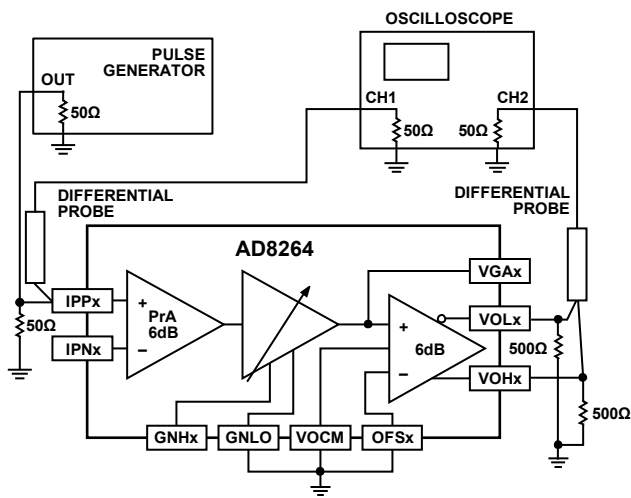 OSCILLOSCOPE
PULSE
GENERATOR
OUT
50Ω
CH1
CH2
50Ω
50Ω
DIFFERENTIAL
PROBE
DIFFERENTIAL
PROBE
AD8264
VGAx
IPPx
+
PrA
6dB
–
+
6dB
–
VOLx
50Ω
IPNx
500Ω
VOHx
500Ω
GNHx
GNLO
VOCM
OFSx